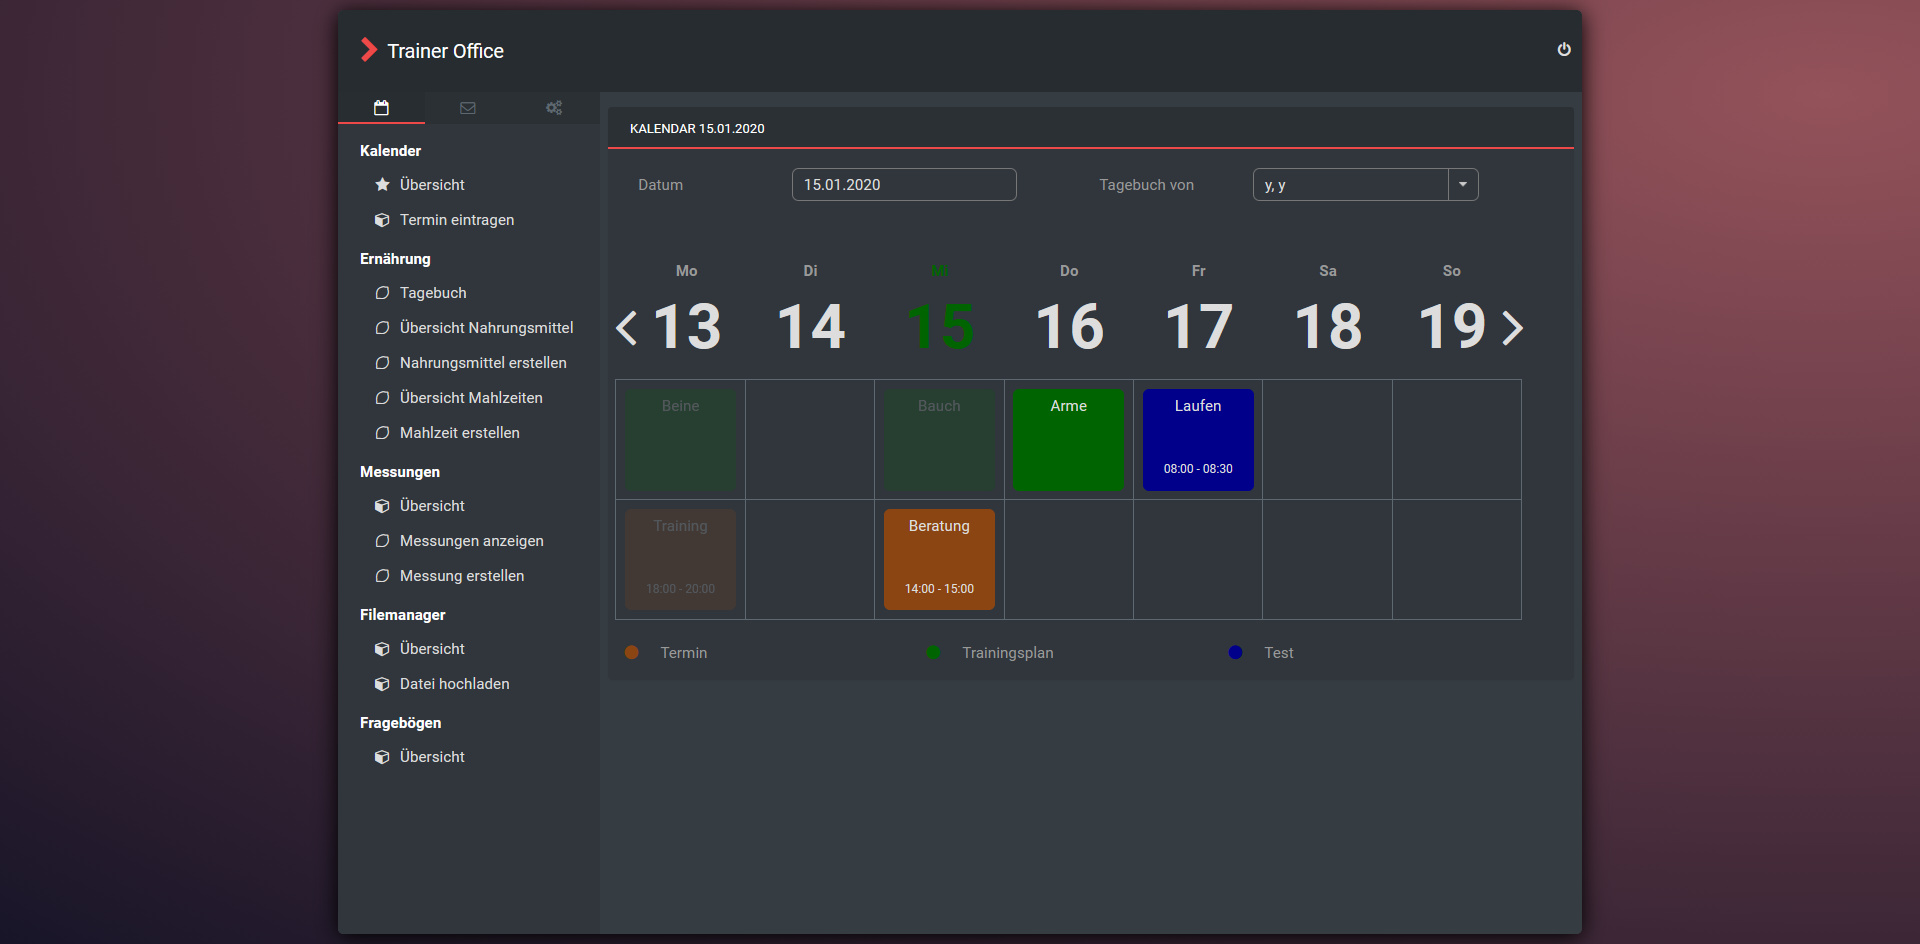 Trainer Office
Kalender
Übersicht
Termin eintragen
Ernährung
Tagebuch
Übersicht Nahrungsmittel
Nahrungsmittel erstellen
Übersicht Mahlzeiten
Mahlzeit erstellen
Messungen
Übersicht
Messungen anzeigen
Messung erstellen
Filemanager
Übersicht
Datei hochladen
Fragebögen
Übersicht
KALENDAR 15.01.2020
Datum 15.01.2020 Tagebuch von y, y
Mo Di Mi Do Fr Sa So
13 14 15 16 17 18 19
Beine Bauch Arme Laufen
08:00 - 08:30
Training Beratung
18:00 - 20:00 14:00 - 15:00
Termin Trainingsplan Test